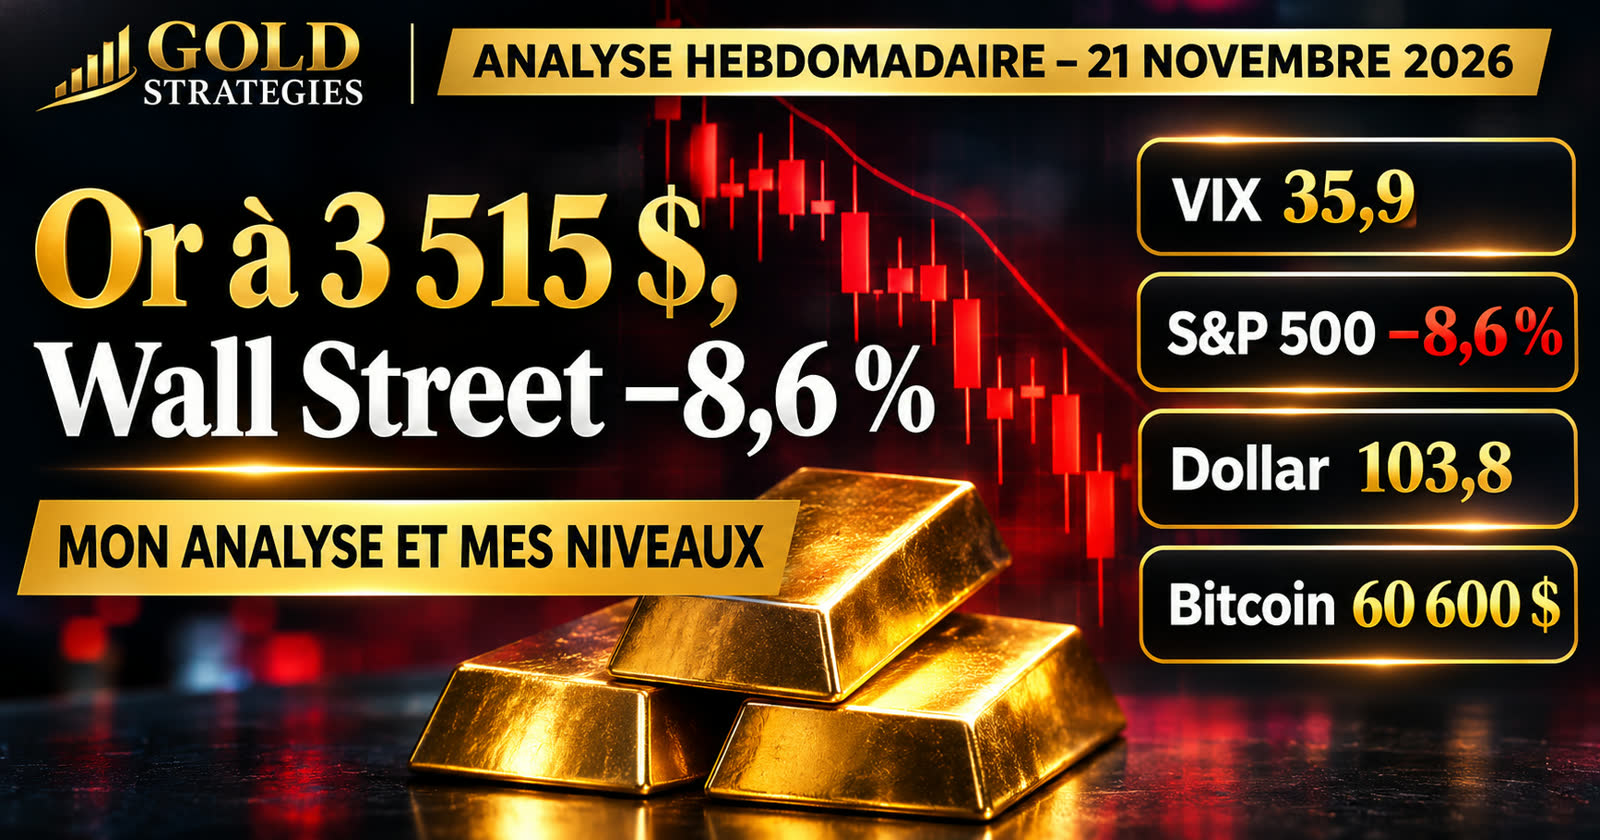 GOLD
STRATEGIES
ANALYSE HEBDOMADAIRE – 21 NOVEMBRE 2026
Or à 3 515 $,
Wall Street –8,6 %
MON ANALYSE ET MES NIVEAUX
VIX 35,9
S&P 500 –8,6 %
Dollar 103,8
Bitcoin 60 600 $